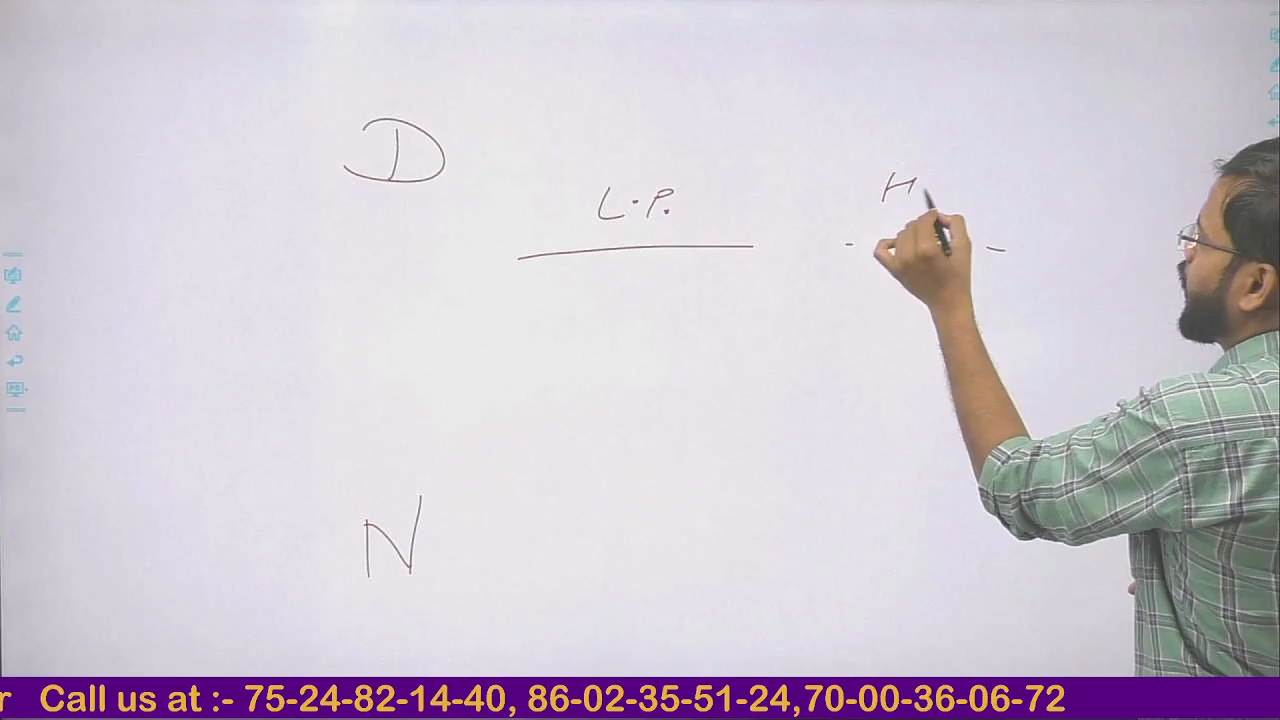 D
L.P.
H
N
r Call us at :- 75-24-82-14-40, 86-02-35-51-24,70-00-36-06-72